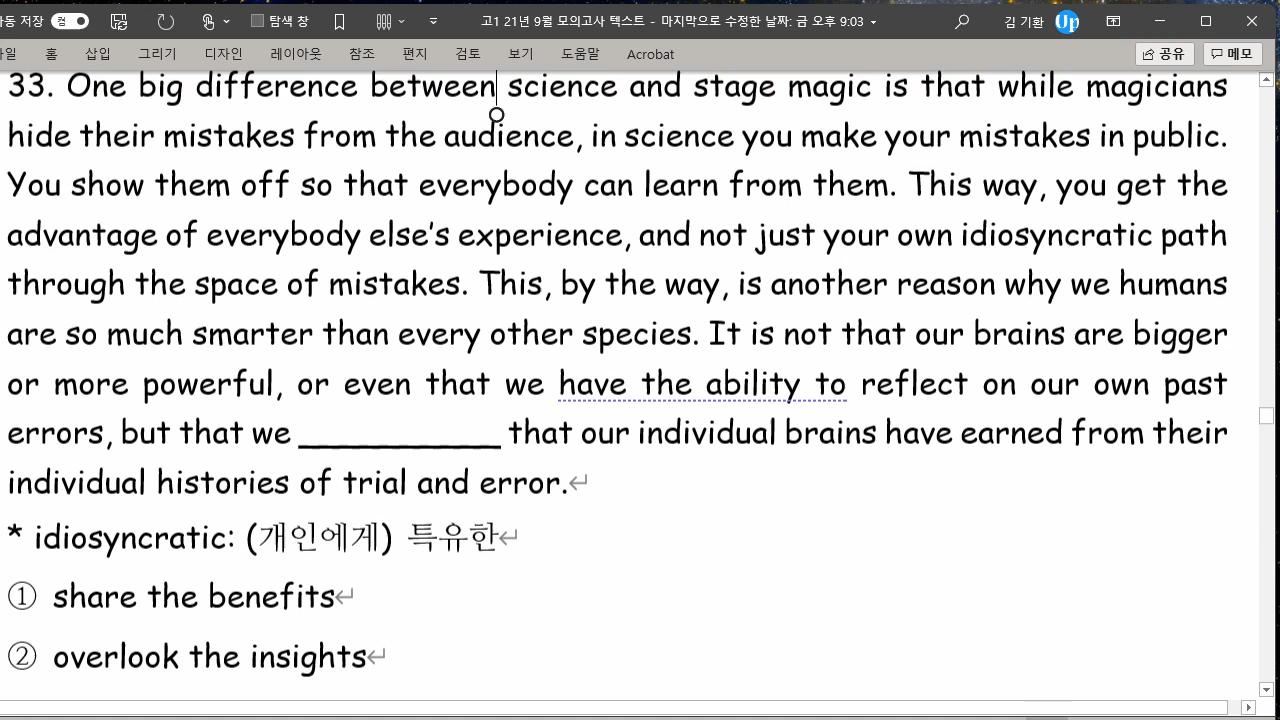 동 저장 컴 탐색 창 고1 21년 9월 모의고사 텍스트 - 마지막으로 수정한 날짜: 금 오후 9:03 김 기환 Up
일 홈 삽입 그리기 디자인 레이아웃 참조 편지 검토 보기 도움말 Acrobat 공유 메모
33. One big difference between science and stage magic is that while magicians
hide their mistakes from the audience, in science you make your mistakes in public.
You show them off so that everybody can learn from them. This way, you get the
advantage of everybody else's experience, and not just your own idiosyncratic path
through the space of mistakes. This, by the way, is another reason why we humans
are so much smarter than every other species. It is not that our brains are bigger
or more powerful, or even that we have the ability to reflect on our own past
errors, but that we __________ that our individual brains have earned from their
individual histories of trial and error.↵
* idiosyncratic: (개인에게) 특유한↵
① share the benefits↵
② overlook the insights↵